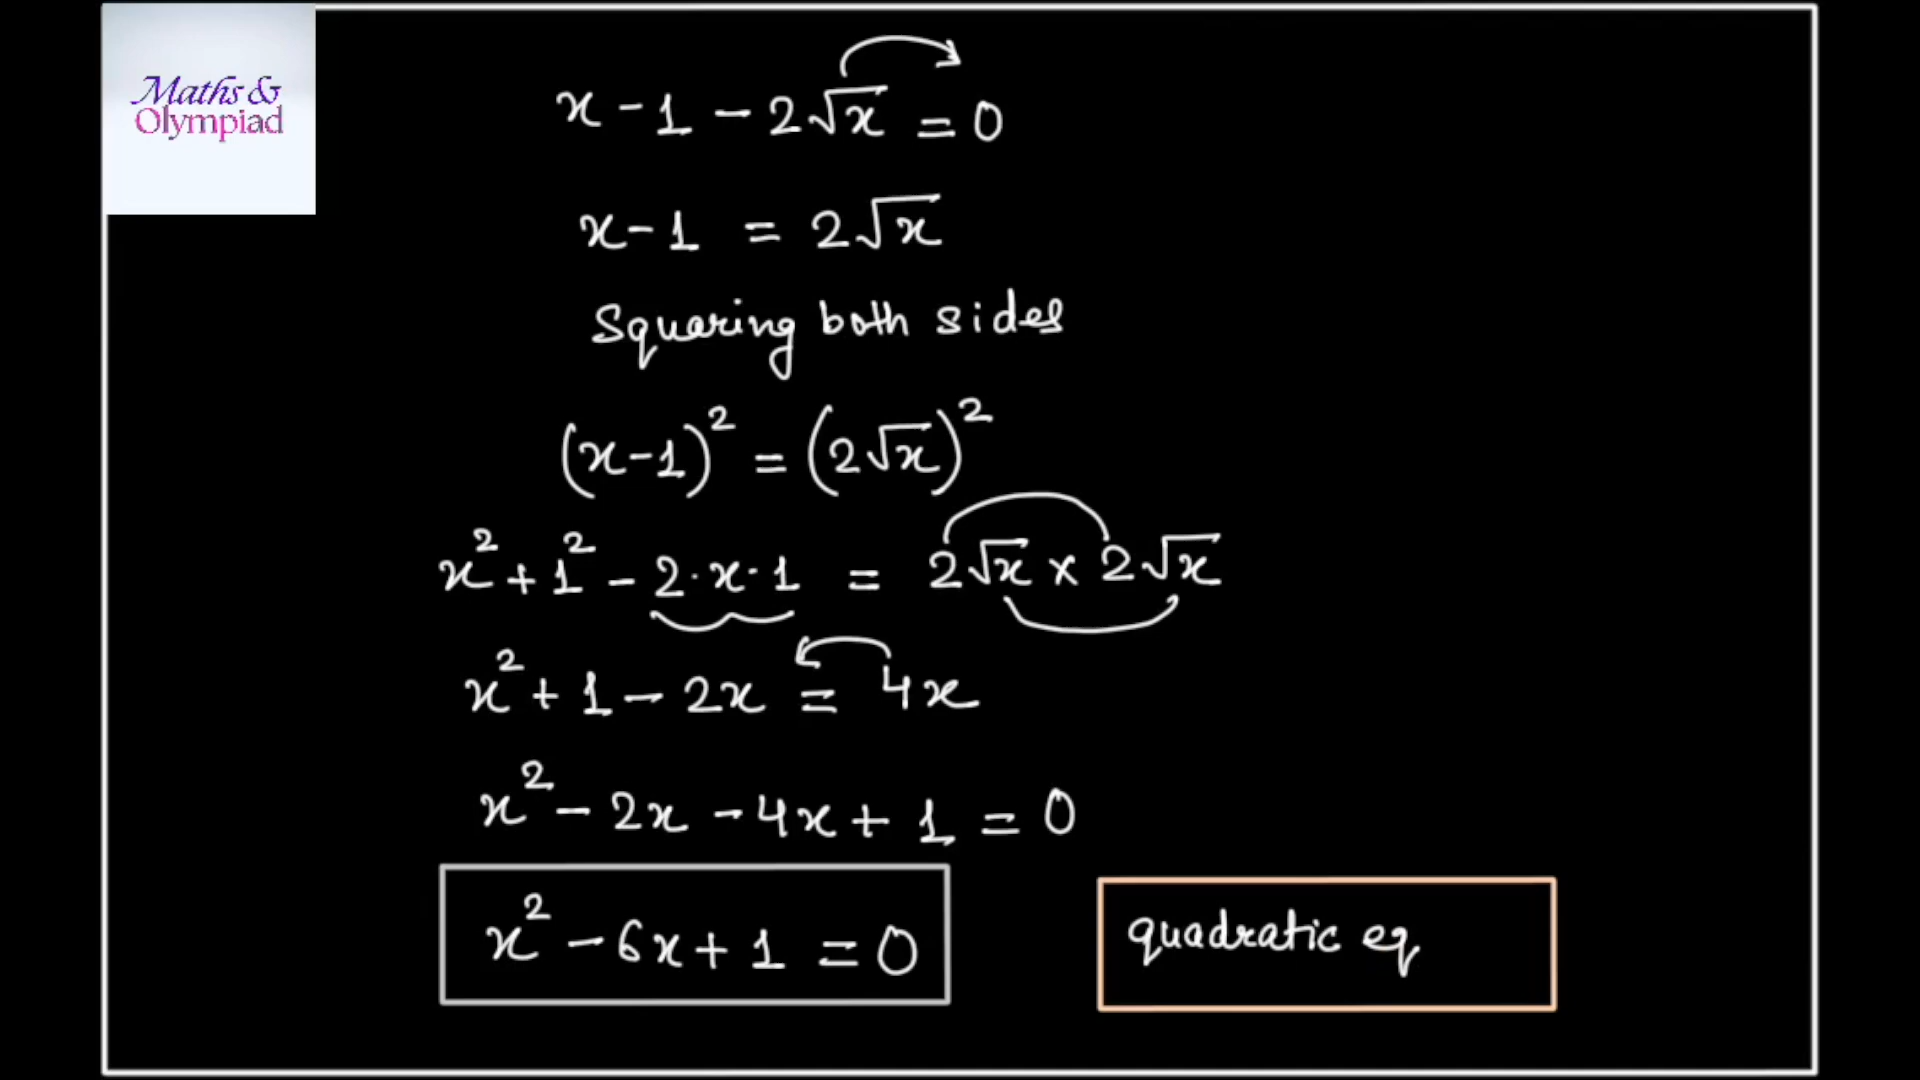 Maths &
Olympiad
x - 1 - 2√x = 0
x - 1 = 2√x
Squaring both sides
(x-1)² = (2√x)²
x² + 1² - 2·x·1 = 2√x × 2√x
x² + 1 - 2x = 4x
x² - 2x - 4x + 1 = 0
x² - 6x + 1 = 0
quadratic eq